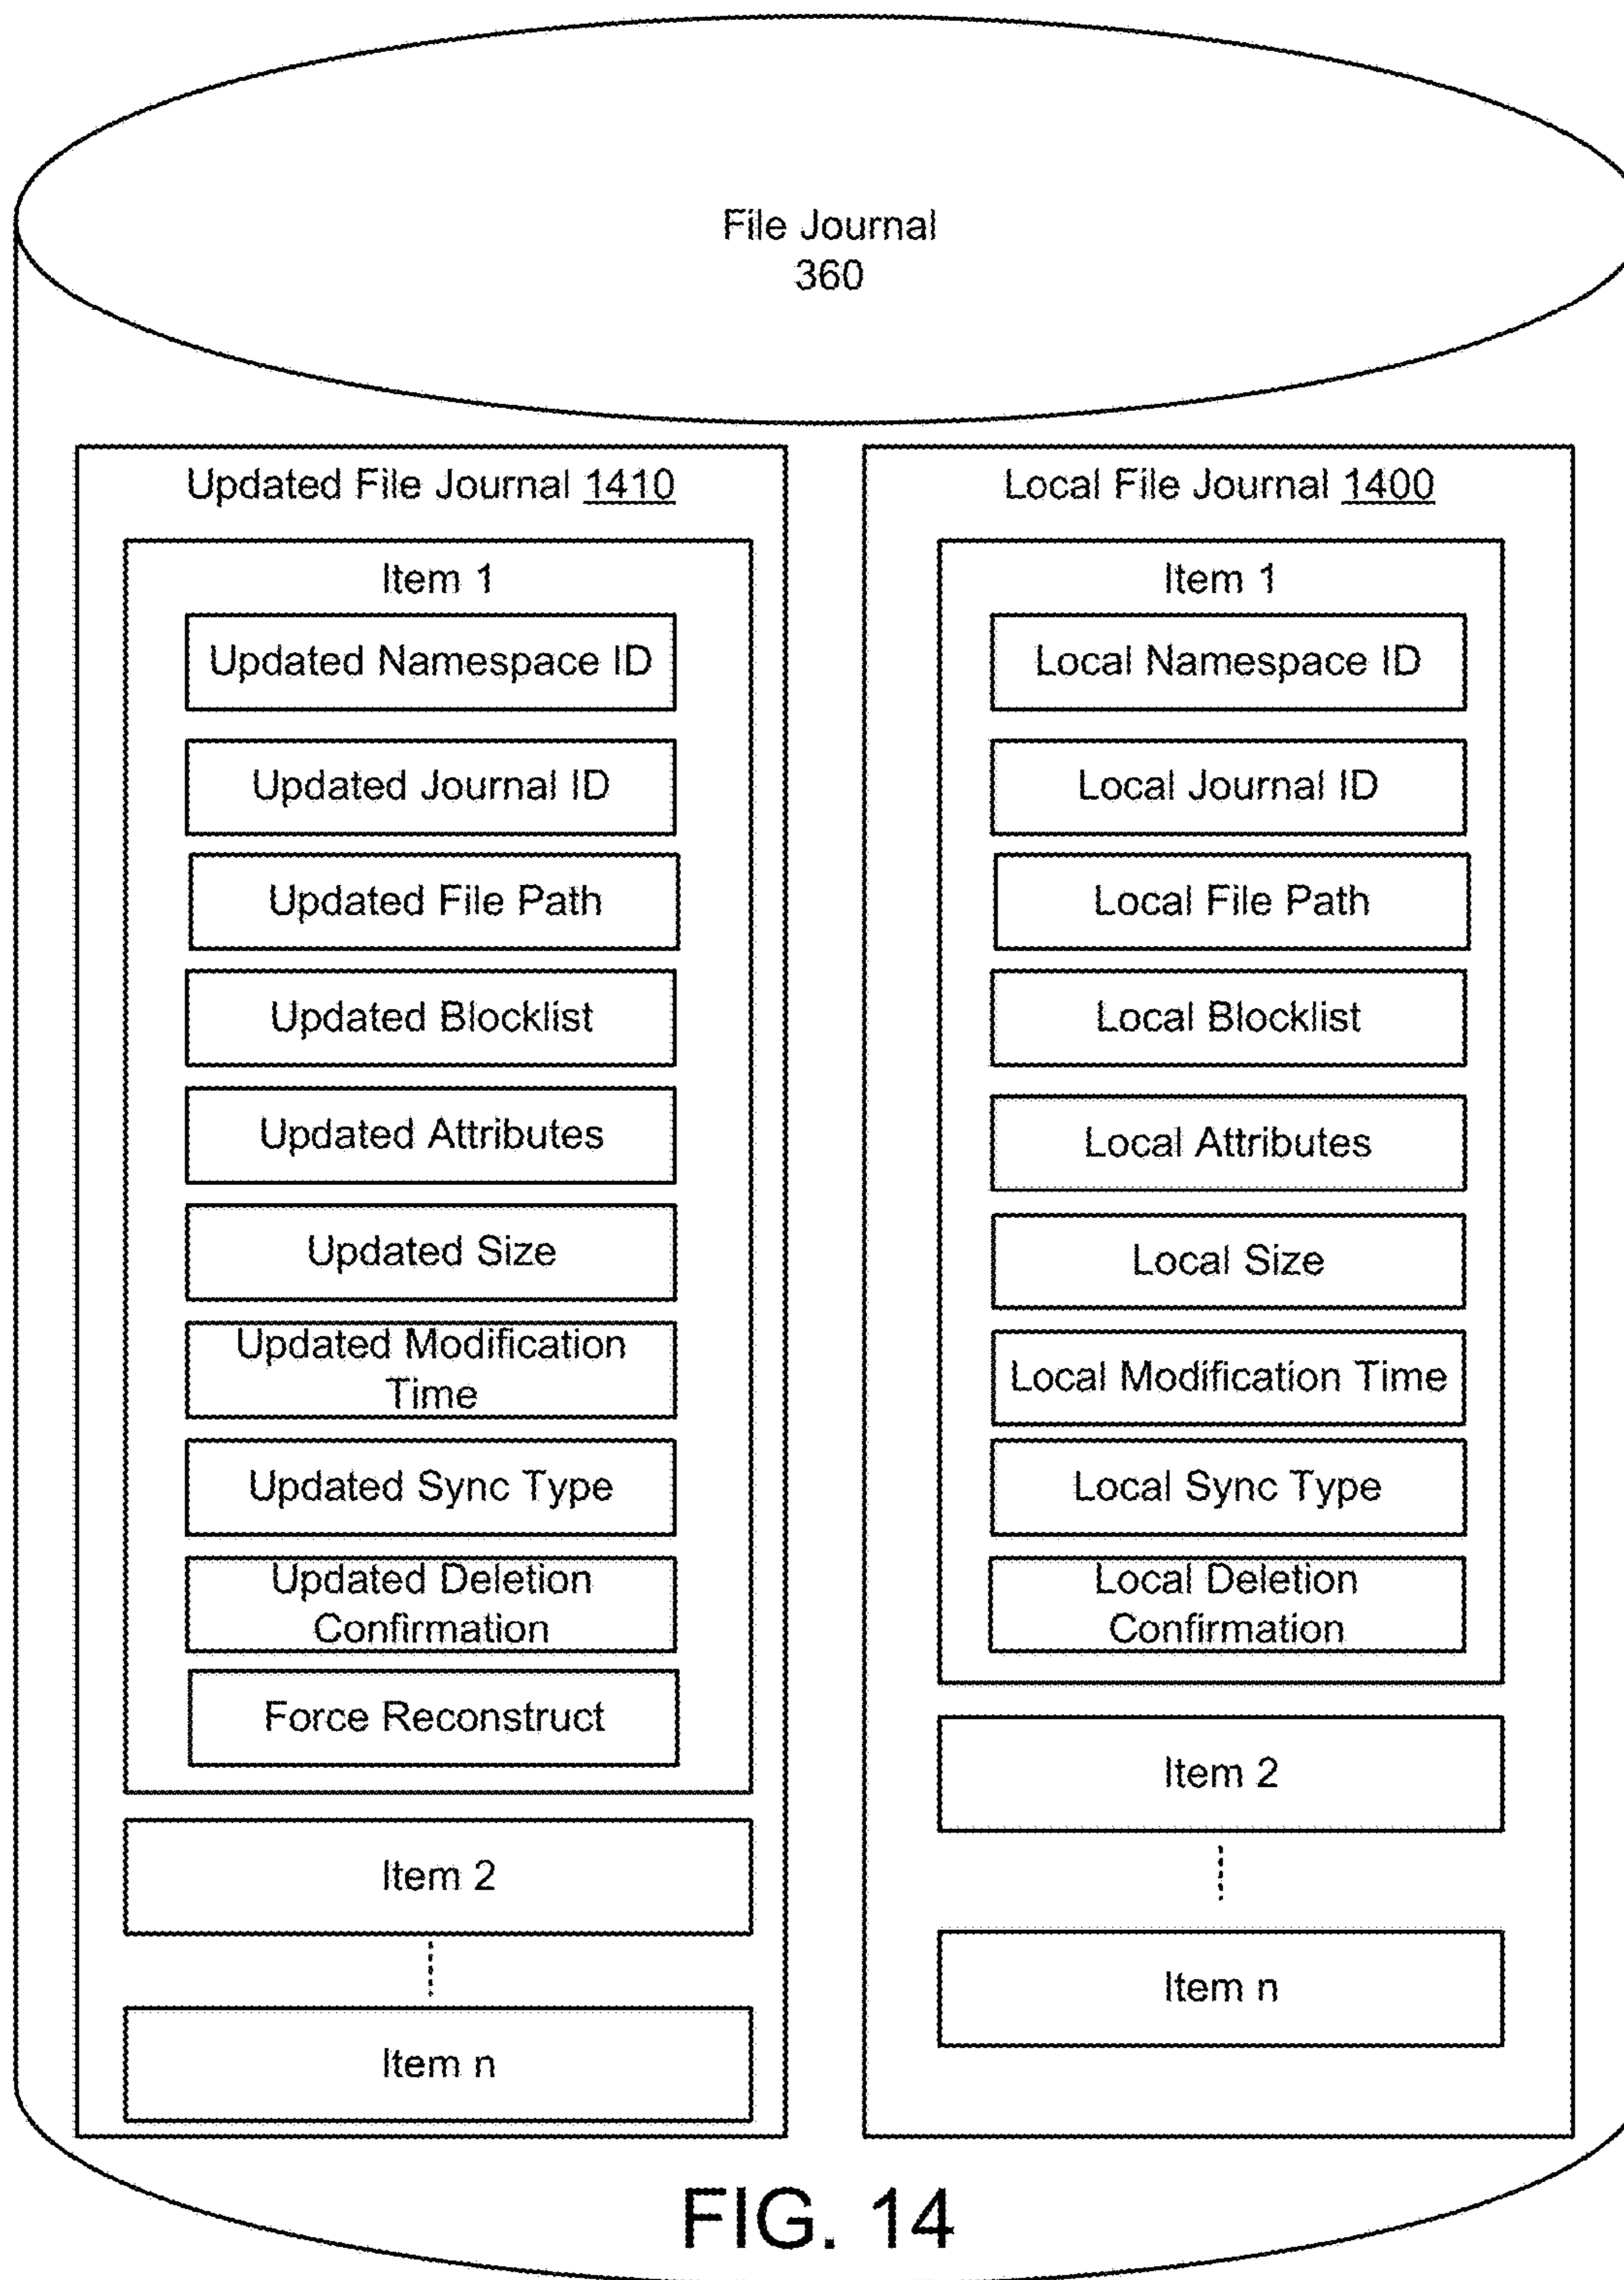 File Journal
360
Updated File Journal 1410
Item 1
Updated Namespace ID
Updated Journal ID
Updated File Path
Updated Blocklist
Updated Attributes
Updated Size
Updated Modification
Time
Updated Sync Type
Updated Deletion
Confirmation
Force Reconstruct
Item 2
Item n
Local File Journal 1400
Item 1
Local Namespace ID
Local Journal ID
Local File Path
Local Blocklist
Local Attributes
Local Size
Local Modification Time
Local Sync Type
Local Deletion
Confirmation
Item 2
Item n
FIG. 14